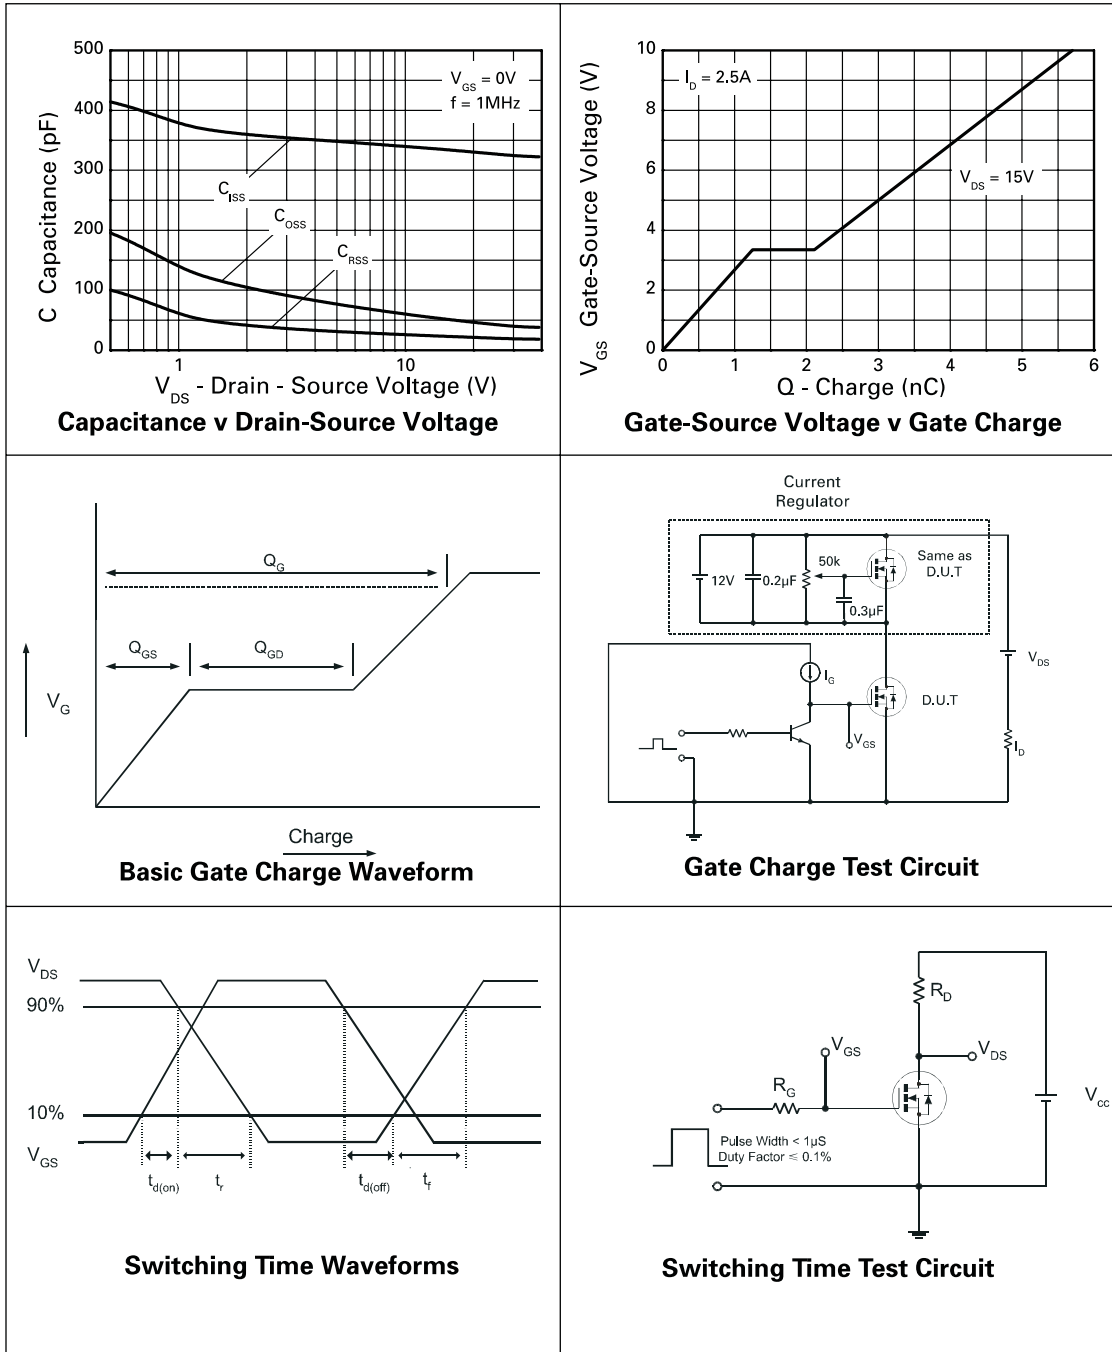 500
400
300
200
100
0
C Capacitance (pF)
V_GS = 0V
f = 1MHz
C_ISS
C_OSS
C_RSS
1
10
V_DS - Drain - Source Voltage (V)
Capacitance v Drain-Source Voltage
10
8
6
4
2
0
V_GS Gate-Source Voltage (V)
I_D = 2.5A
V_DS = 15V
0
1
2
3
4
5
6
Q - Charge (nC)
Gate-Source Voltage v Gate Charge
Q_G
Q_GS
Q_GD
V_G
Charge
Basic Gate Charge Waveform
Current
Regulator
12V
0.2µF
50k
0.3µF
Same as
D.U.T
I_G
V_GS
D.U.T
V_DS
I_D
Gate Charge Test Circuit
V_DS
90%
10%
V_GS
t_d(on)
t_r
t_d(off)
t_f
Switching Time Waveforms
R_D
V_GS
V_DS
R_G
V_cc
Pulse Width < 1µS
Duty Factor ≤ 0.1%
Switching Time Test Circuit